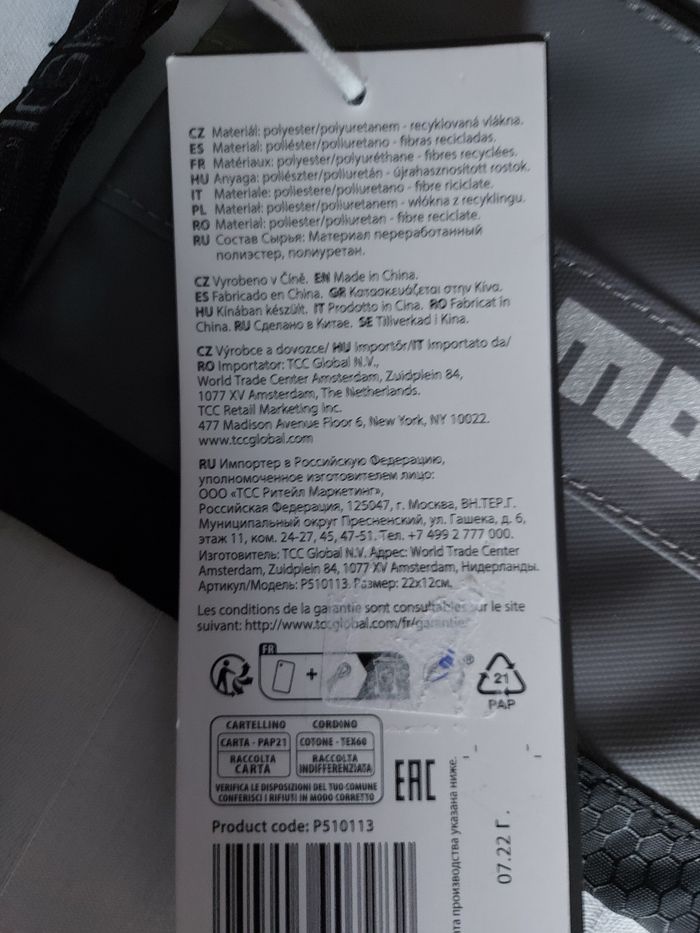 CZ Materiál: polyester/polyuretanem - recyklovaná vlákna.
ES Material: poliéster/poliuretano - fibras recicladas.
FR Matériaux: polyester/polyuréthane - fibres recyclées.
HU Anyaga: poliészter/poliuretán - újrahasznosított rostok.
IT Materiale: poliestere/poliuretano - fibre riciclate.
PL Materiał: poliester/poliuretanem - włókna z recyklingu.
RO Material: poliester/poliuretan - fibre reciclate.
RU Состав Сырья: Материал переработанный
полиэстер, полиуретан.
CZ Vyrobeno v Číně. EN Made in China.
ES Fabricado en China. GR Κατασκευάζεται στην Κίνα.
HU Kínában készült. IT Prodotto in Cina. RO Fabricat in
China. RU Сделано в Китае. SE Tillverkad i Kina.
CZ Výrobce a dovozce/ HU Importőr/IT Importato da/
RO Importator: TCC Global N.V.,
World Trade Center Amsterdam, Zuidplein 84,
1077 XV Amsterdam, The Netherlands.
TCC Retail Marketing Inc.
477 Madison Avenue Floor 6, New York, NY 10022.
www.tccglobal.com
RU Импортер в Российскую Федерацию,
уполномоченное изготовителем лицо:
ООО «ТСС Ритейл Маркетинг»,
Российская Федерация, 125047, г. Москва, ВН.ТЕР.Г.
Муниципальный округ Пресненский, ул. Гашека, д. 6,
этаж 11, ком. 24-27, 45, 47-51. Тел. +7 499 2 777 000.
Изготовитель: TCC Global N.V. Адрес: World Trade Center
Amsterdam, Zuidplein 84, 1077 XV Amsterdam, Нидерланды.
Артикул/Модель: P510113. Размер: 22x12см.
Les conditions de la garantie sont consultables sur le site
suivant: http://www.tccglobal.com/fr/garantie
FR
+
®
21
PAP
CARTELLINO CORDINO
CARTA - PAP21 COTONE - TEX60
RACCOLTA CARTA RACCOLTA INDIFFERENZIATA
VERIFICA LE DISPOSIZIONI DEL TUO COMUNE
CONFERISCI I RIFIUTI IN MODO CORRETTO
EAC
Product code: P510113
производства указана ниже.
07.22 Г.